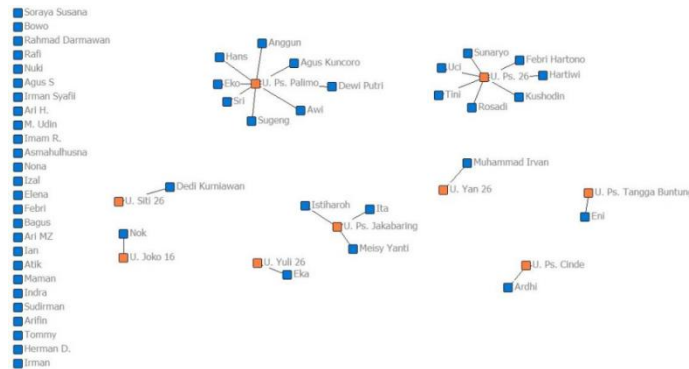 Soraya Susana
Bowo
Rahmad Darmawan
Rafi
Nuki
Agus S
Irman Syafii
Ari H.
M. Udin
Imam R.
Asmahulhusna
Nona
Izal
Elena
Febri
Bagus
Ari MZ
Ian
Atik
Maman
Indra
Sudirman
Arifin
Tommy
Herman D.
Irman
Anggun
Hans
Agus Kuncoro
Eko
U. Ps. Palimo
Dewi Putri
Sri
Awi
Sugeng
Sunaryo
Febri Hartono
Uci
U. Ps. 26
Hartiwi
Tini
Kushodin
Rosadi
Dedi Kurniawan
U. Siti 26
Nok
U. Joko 16
Istiharoh
Ita
U. Ps. Jakabaring
Meisy Yanti
U. Yuli 26
Eka
Muhammad Irvan
U. Yan 26
U. Ps. Tangga Buntung
Eni
U. Ps. Cinde
Ardhi